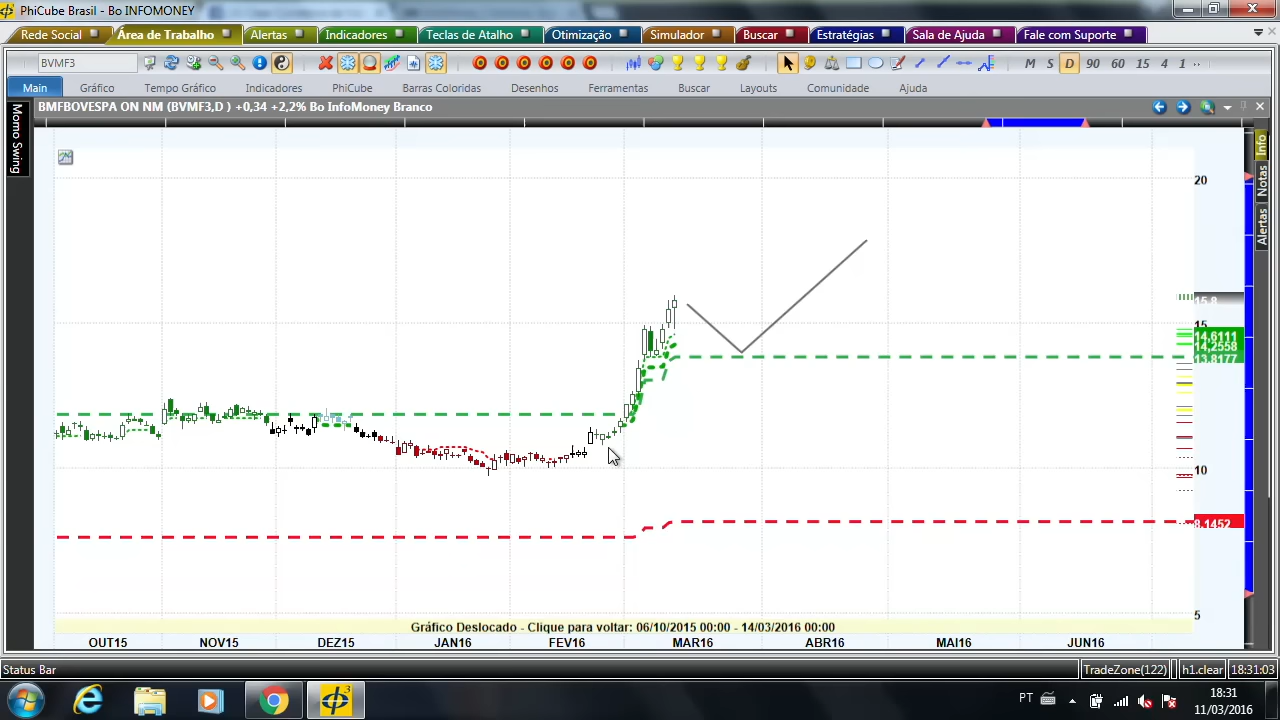 PhiCube Brasil - Bo INFOMONEY
Rede Social Área de Trabalho Alertas Indicadores Teclas de Atalho Otimização Simulador Buscar Estratégias Sala de Ajuda Fale com Suporte
BVMF3 M S D 90 60 15 4 1
Main Gráfico Tempo Gráfico Indicadores PhiCube Barras Coloridas Desenhos Ferramentas Buscar Layouts Comunidade Ajuda
BMFBOVESPA ON NM (BVMF3,D ) +0,34 +2,2% Bo InfoMoney Branco
Momo Swing
Info
Notas
Alertas
20
15,8
15
14,6111
14,2558
13,8177
10
8,1452
5
Gráfico Deslocado - Clique para voltar: 06/10/2015 00:00 - 14/03/2016 00:00
OUT15 NOV15 DEZ15 JAN16 FEV16 MAR16 ABR16 MAI16 JUN16
Status Bar TradeZone(122) h1.clear 18:31:03
PT 18:31
11/03/2016